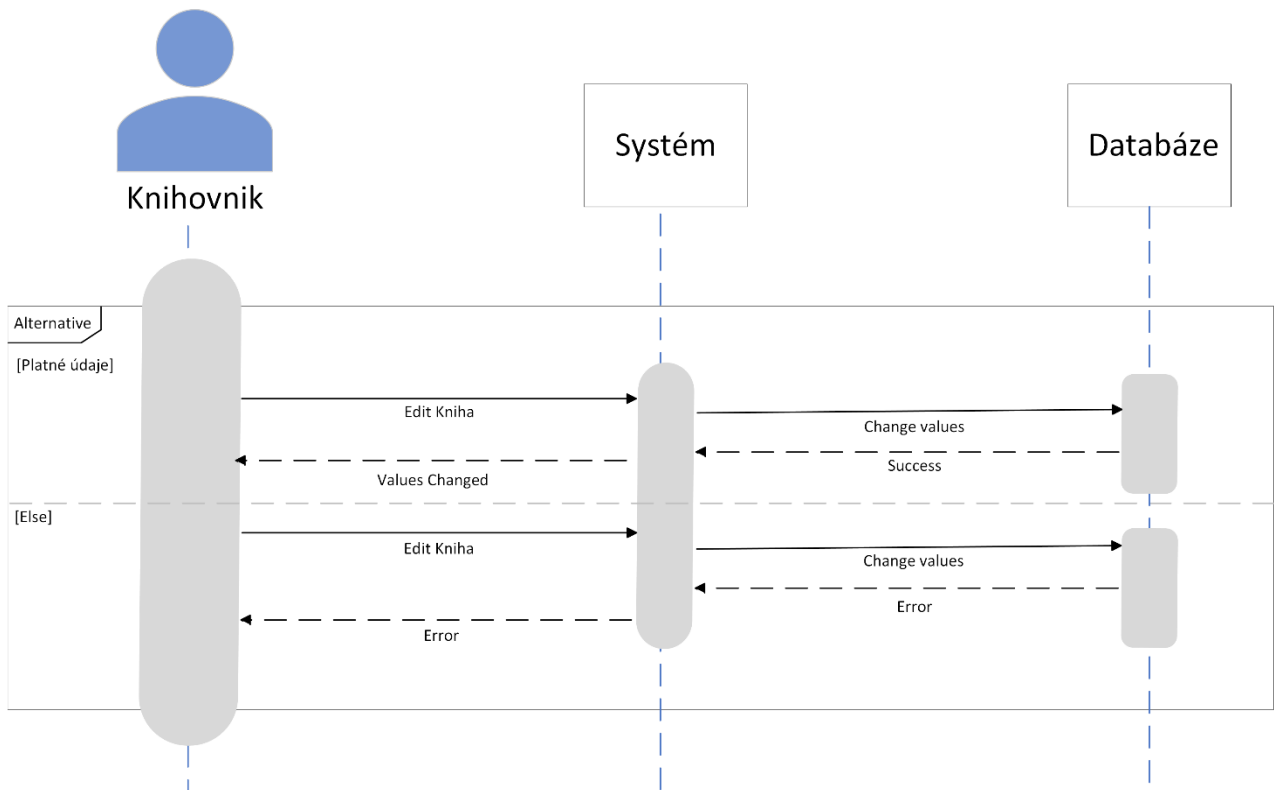 Knihovnik
Systém
Databáze
Alternative
[Platné údaje]
Edit Kniha
Change values
Success
Values Changed
[Else]
Edit Kniha
Change values
Error
Error